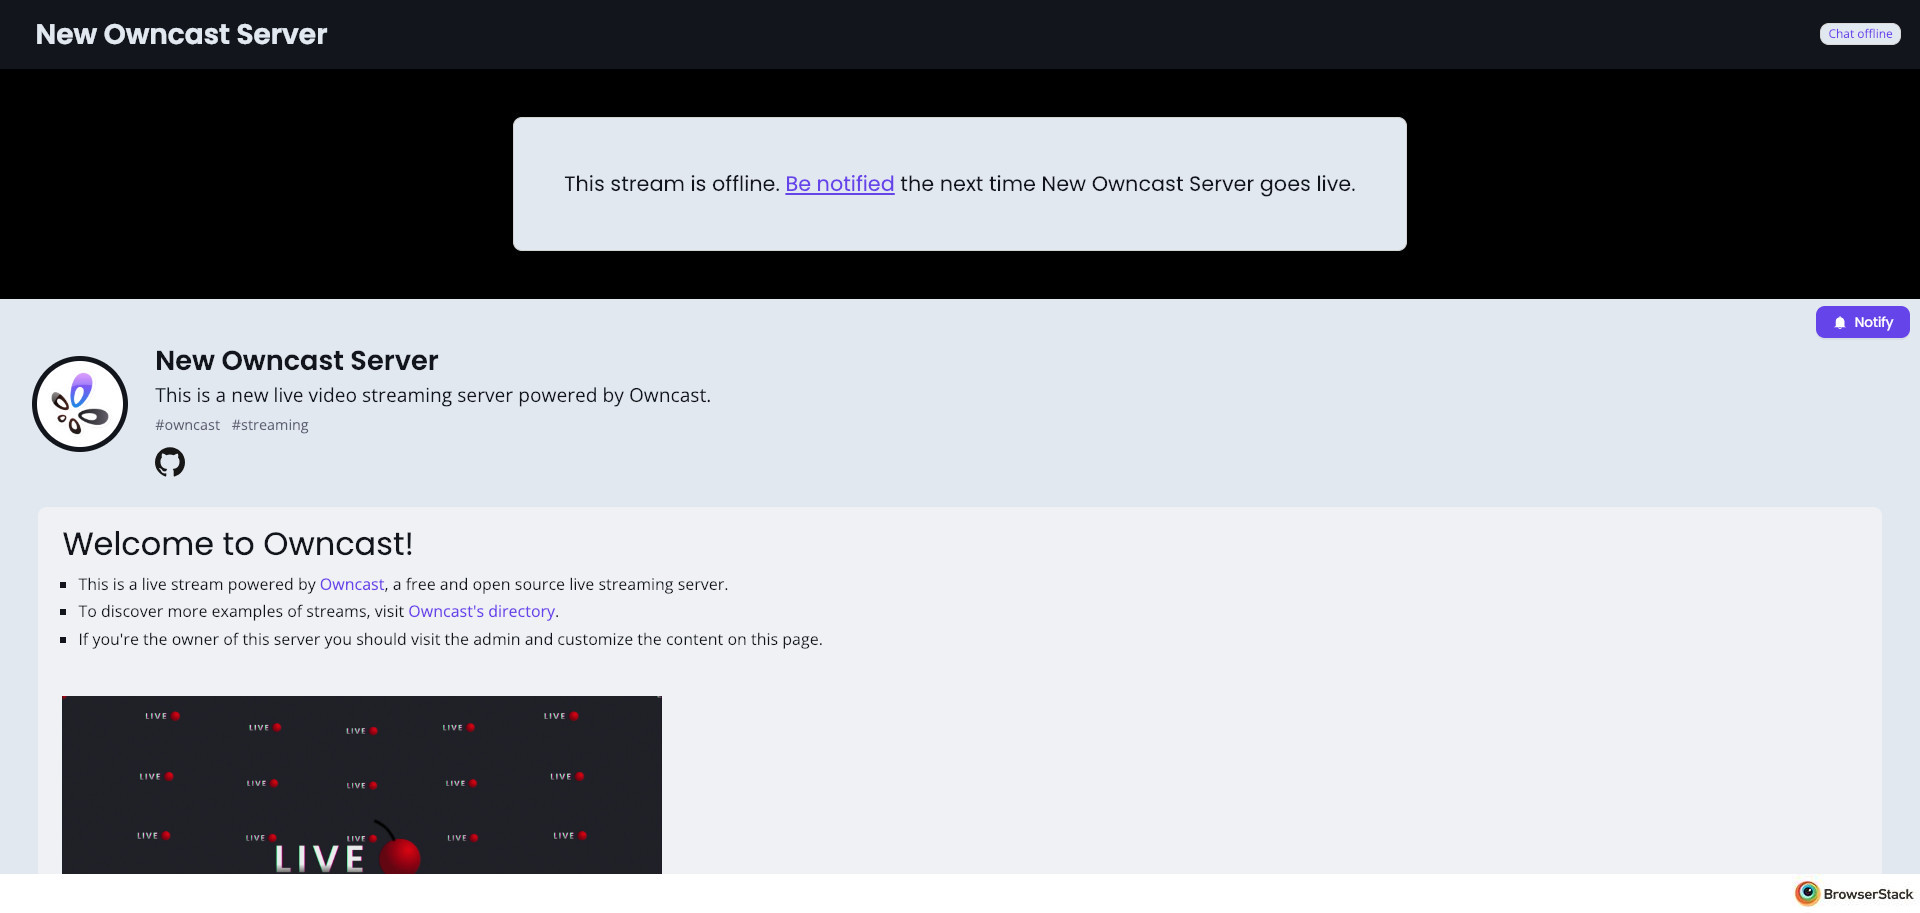 New Owncast Server
Chat offline
This stream is offline. Be notified the next time New Owncast Server goes live.
Notify
New Owncast Server
This is a new live video streaming server powered by Owncast.
#owncast #streaming
Welcome to Owncast!
This is a live stream powered by Owncast, a free and open source live streaming server.
To discover more examples of streams, visit Owncast's directory.
If you're the owner of this server you should visit the admin and customize the content on this page.
LIVE LIVE LIVE LIVE LIVE
LIVE LIVE LIVE LIVE LIVE
LIVE LIVE LIVE LIVE LIVE
LIVE
BrowserStack